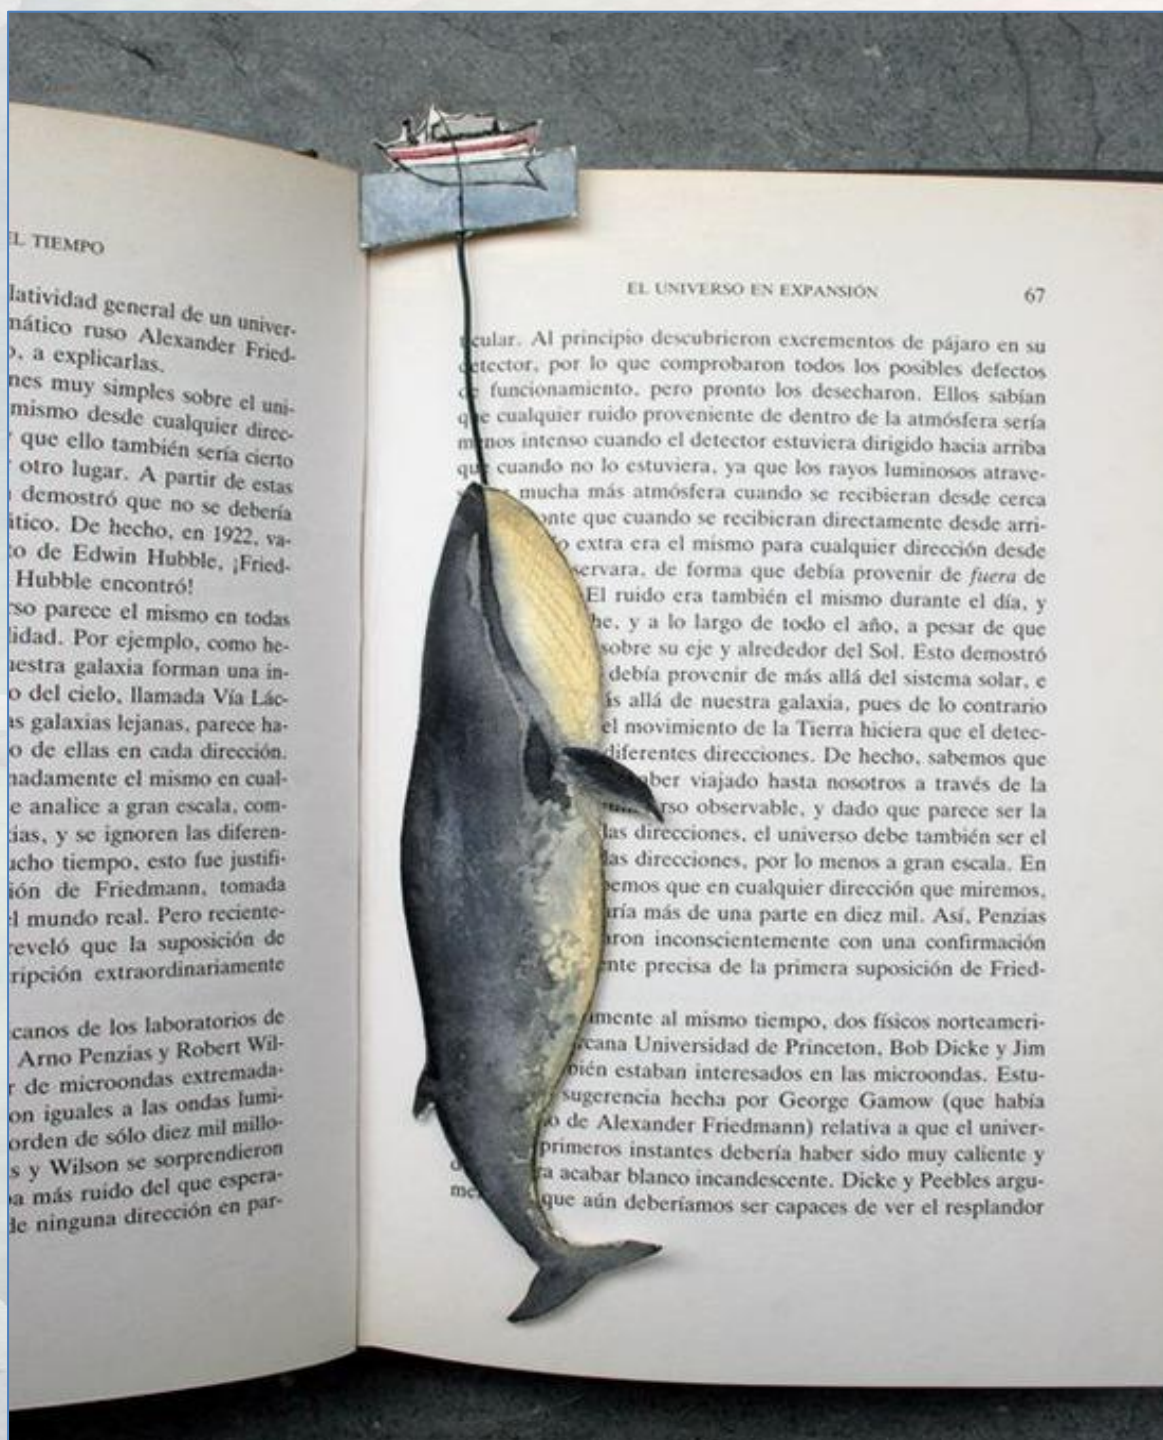 EL TIEMPO
latividad general de un univer-
mático ruso Alexander Fried-
o, a explicarlas.
nes muy simples sobre el uni-
mismo desde cualquier direc-
que ello también sería cierto
otro lugar. A partir de estas
demostró que no se debería
ático. De hecho, en 1922, va-
to de Edwin Hubble, ¡Fried-
Hubble encontró!
rso parece el mismo en todas
lidad. Por ejemplo, como he-
uestra galaxia forman una in-
o del cielo, llamada Vía Lác-
as galaxias lejanas, parece ha-
o de ellas en cada dirección.
madamente el mismo en cual-
e analice a gran escala, com-
cias, y se ignoren las diferen-
ucho tiempo, esto fue justifi-
ión de Friedmann, tomada
l mundo real. Pero reciente-
reveló que la suposición de
ripción extraordinariamente
canos de los laboratorios de
Arno Penzias y Robert Wil-
r de microondas extremada-
on iguales a las ondas lumi-
orden de sólo diez mil millo-
s y Wilson se sorprendieron
ba más ruido del que espera-
de ninguna dirección en par-
EL UNIVERSO EN EXPANSIÓN 67
ticular. Al principio descubrieron excrementos de pájaro en su
detector, por lo que comprobaron todos los posibles defectos
de funcionamiento, pero pronto los desecharon. Ellos sabían
que cualquier ruido proveniente de dentro de la atmósfera sería
menos intenso cuando el detector estuviera dirigido hacia arriba
que cuando no lo estuviera, ya que los rayos luminosos atrave-
mucha más atmósfera cuando se recibieran desde cerca
onte que cuando se recibieran directamente desde arri-
o extra era el mismo para cualquier dirección desde
servara, de forma que debía provenir de fuera de
El ruido era también el mismo durante el día, y
he, y a lo largo de todo el año, a pesar de que
sobre su eje y alrededor del Sol. Esto demostró
debía provenir de más allá del sistema solar, e
ás allá de nuestra galaxia, pues de lo contrario
el movimiento de la Tierra hiciera que el detec-
diferentes direcciones. De hecho, sabemos que
haber viajado hasta nosotros a través de la
universo observable, y dado que parece ser la
las direcciones, el universo debe también ser el
las direcciones, por lo menos a gran escala. En
bemos que en cualquier dirección que miremos,
aría más de una parte en diez mil. Así, Penzias
aron inconscientemente con una confirmación
nte precisa de la primera suposición de Fried-
mente al mismo tiempo, dos físicos norteameri-
rcana Universidad de Princeton, Bob Dicke y Jim
bién estaban interesados en las microondas. Estu-
sugerencia hecha por George Gamow (que había
o de Alexander Friedmann) relativa a que el univer-
primeros instantes debería haber sido muy caliente y
acabar blanco incandescente. Dicke y Peebles argu-
que aún deberíamos ser capaces de ver el resplandor